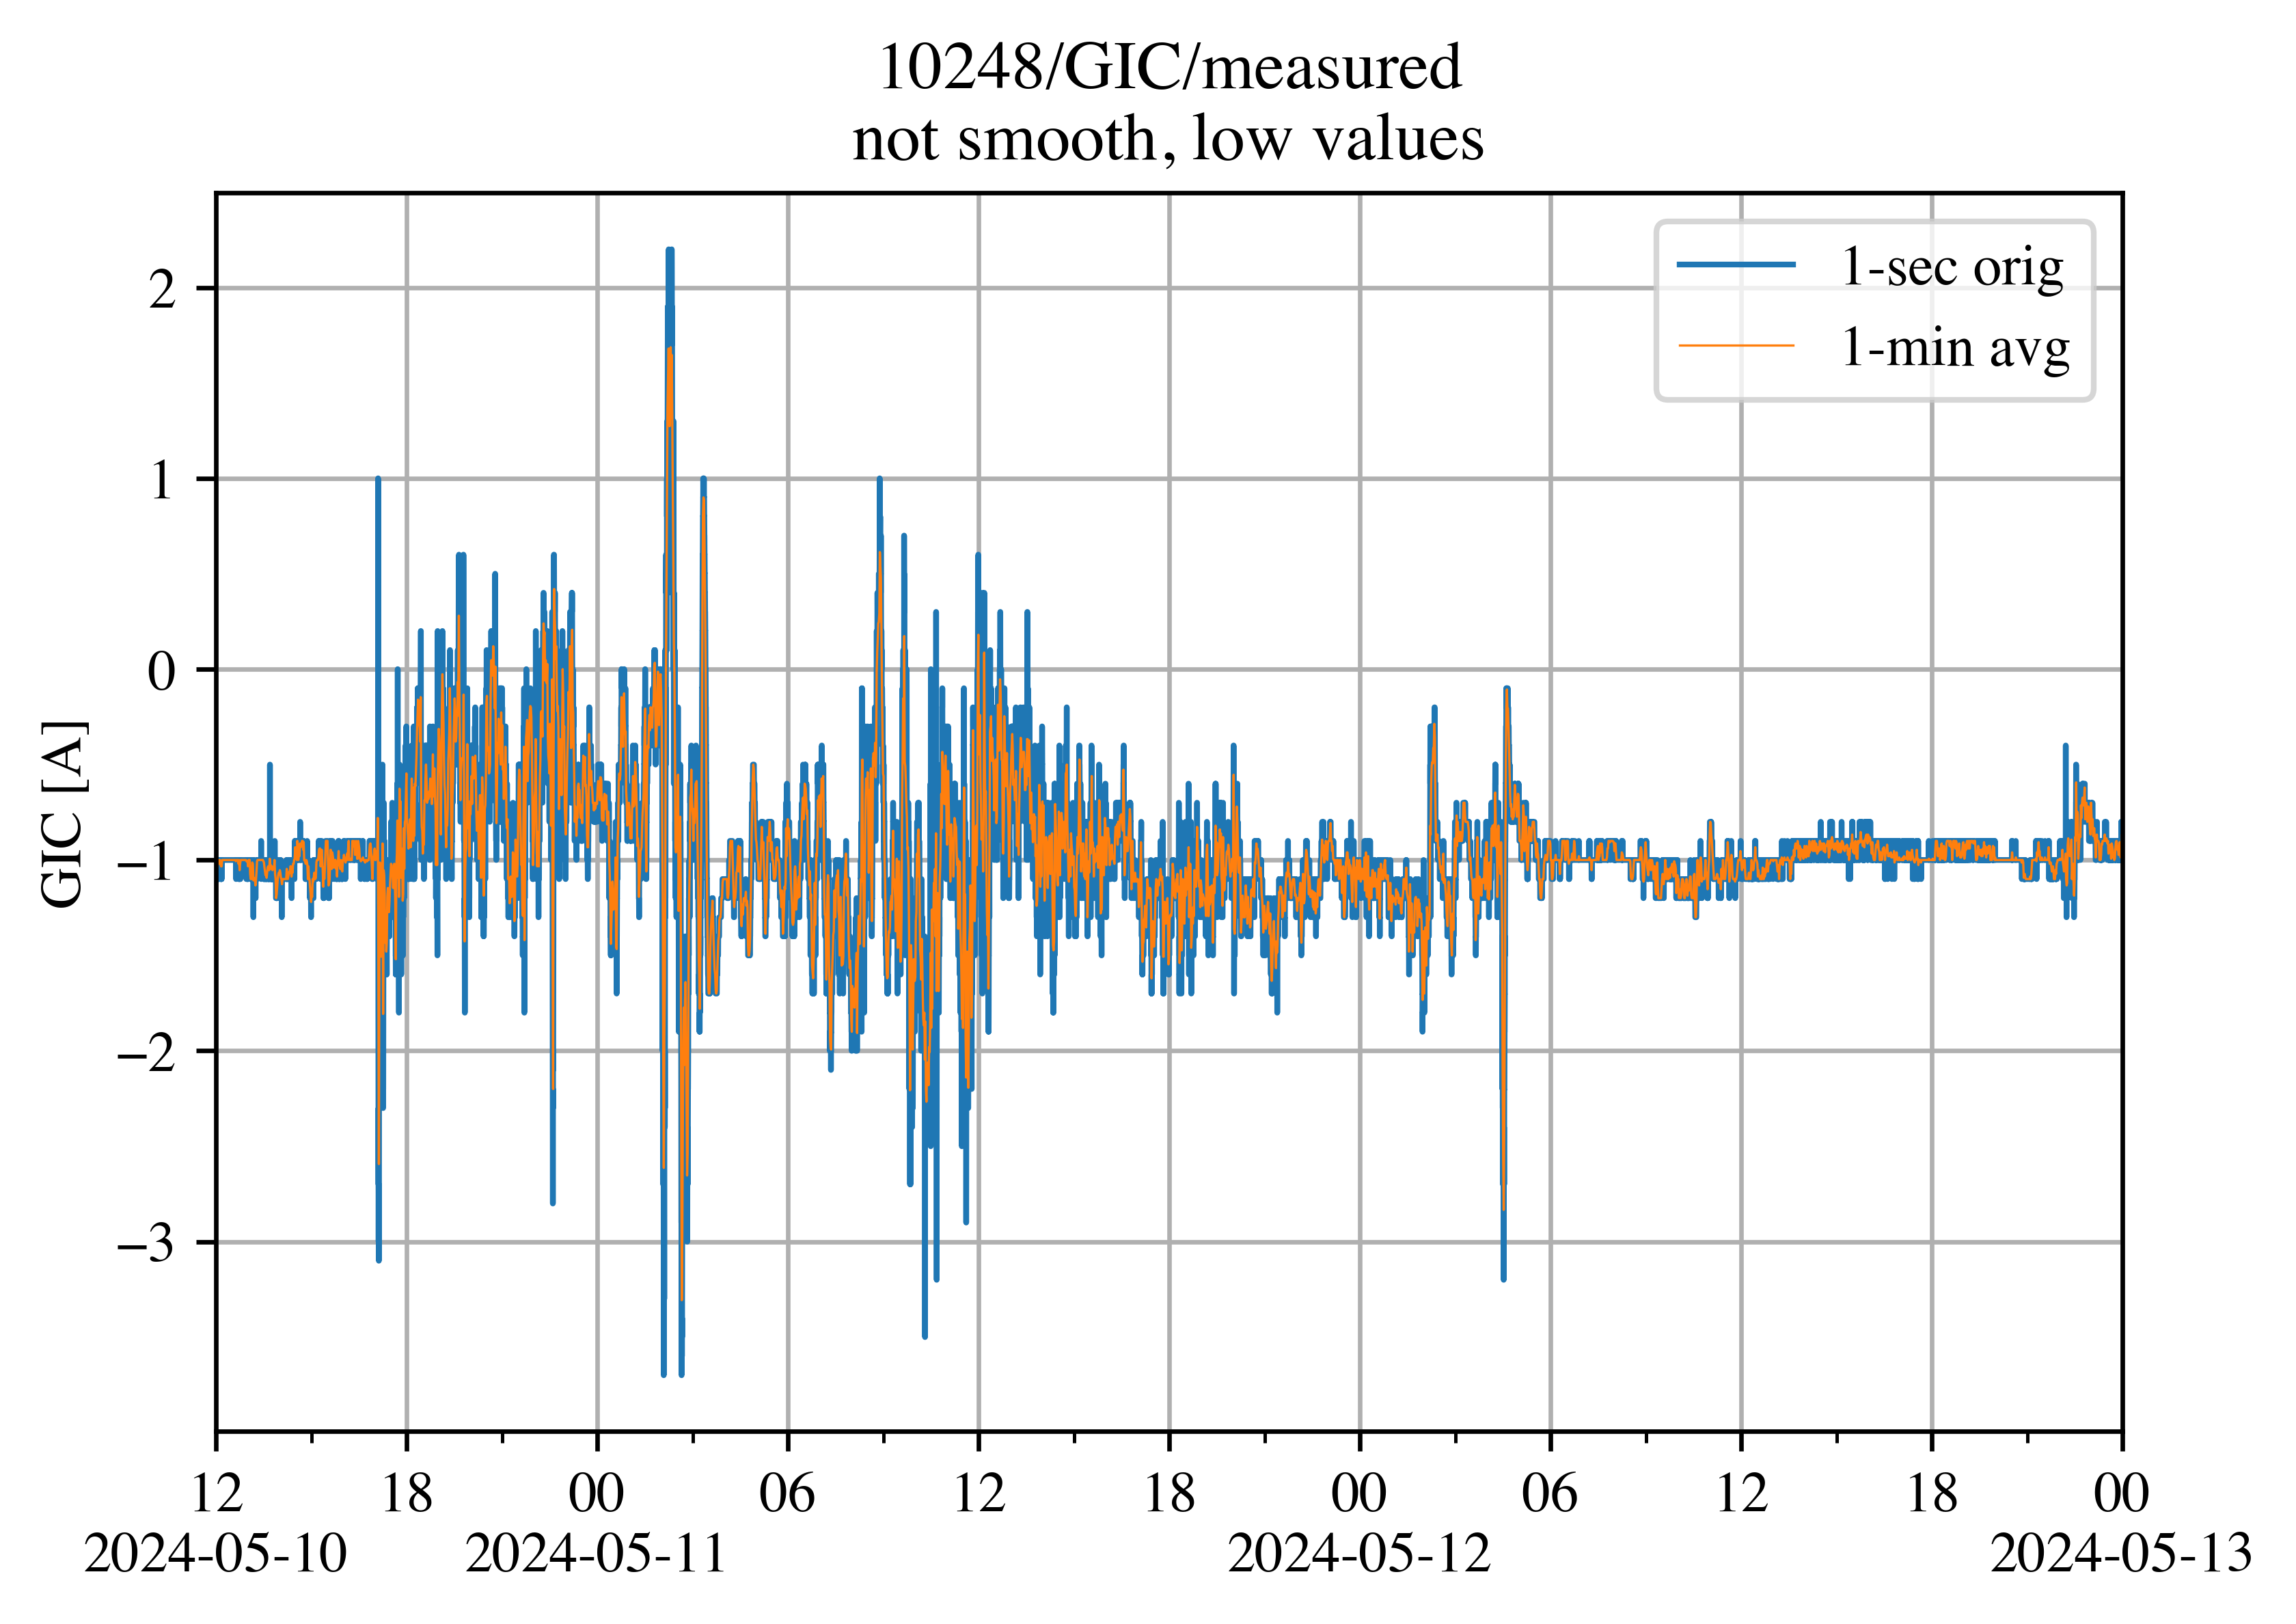 10248/GIC/measured
not smooth, low values
1-sec orig
1-min avg
GIC [A]
2
1
0
−1
−2
−3
12 18 00 06 12 18 00 06 12 18 00
2024-05-10 2024-05-11 2024-05-12 2024-05-13